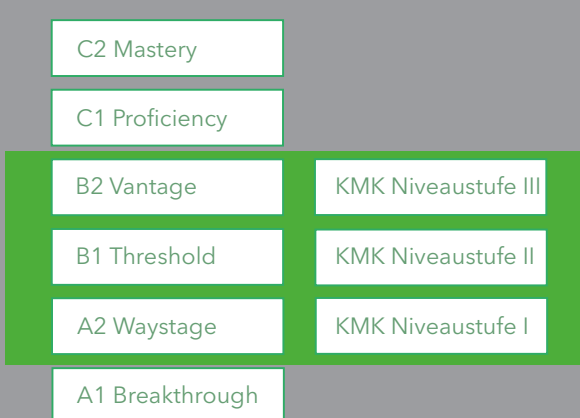 C2 Mastery
C1 Proficiency
B2 Vantage
KMK Niveaustufe III
B1 Threshold
KMK Niveaustufe II
A2 Waystage
KMK Niveaustufe I
A1 Breakthrough